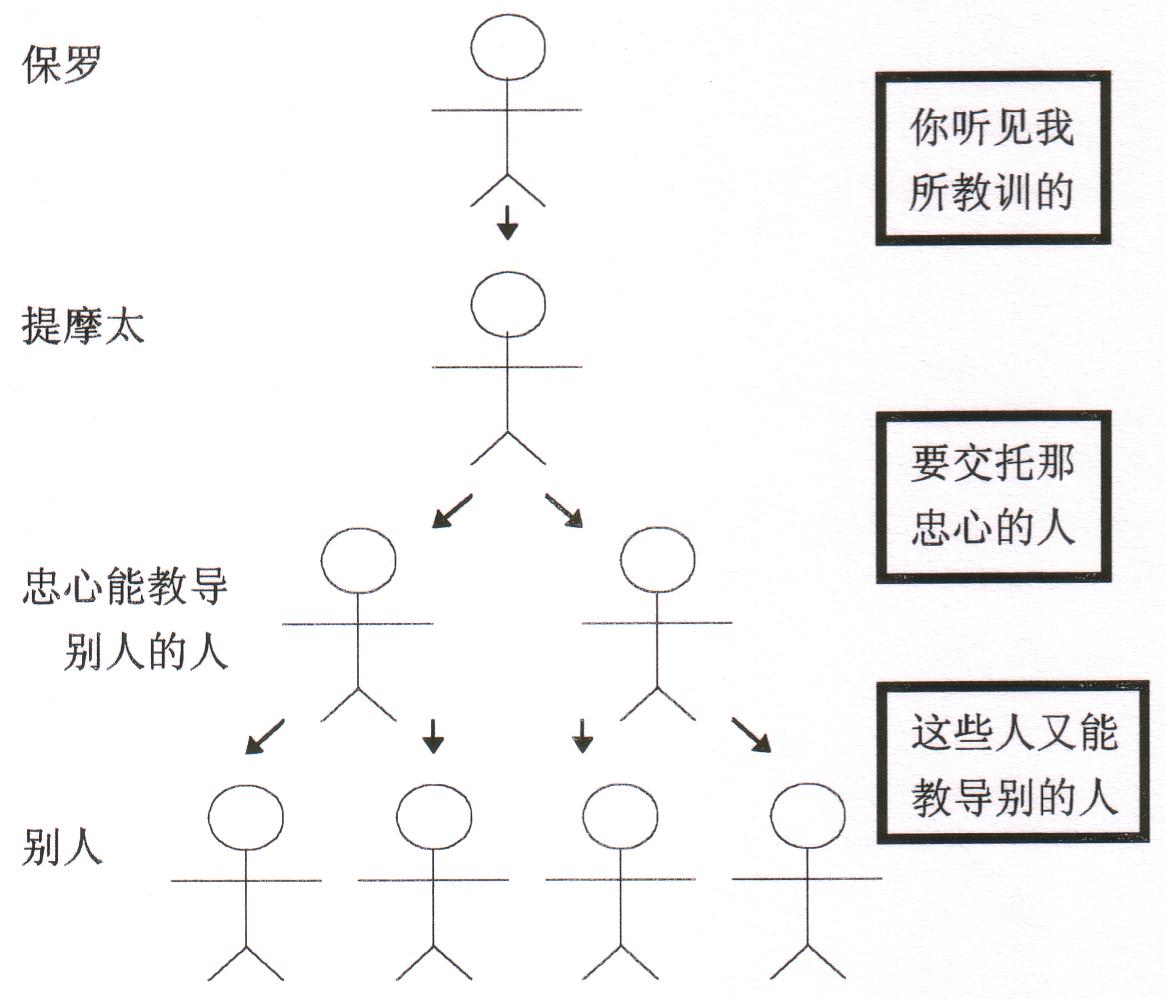 保罗
你听见我
所教训的
提摩太
要交托那
忠心的人
忠心能教导
别人的人
这些人又能
教导别的人
别人